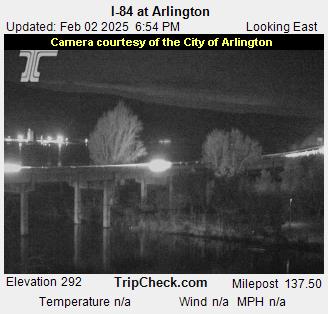 I-84 at Arlington
Updated: Feb 02 2025 6:54 PM Looking East
Camera courtesy of the City of Arlington
Elevation 292 TripCheck.com Milepost 137.50
Temperature n/a Wind n/a MPH n/a